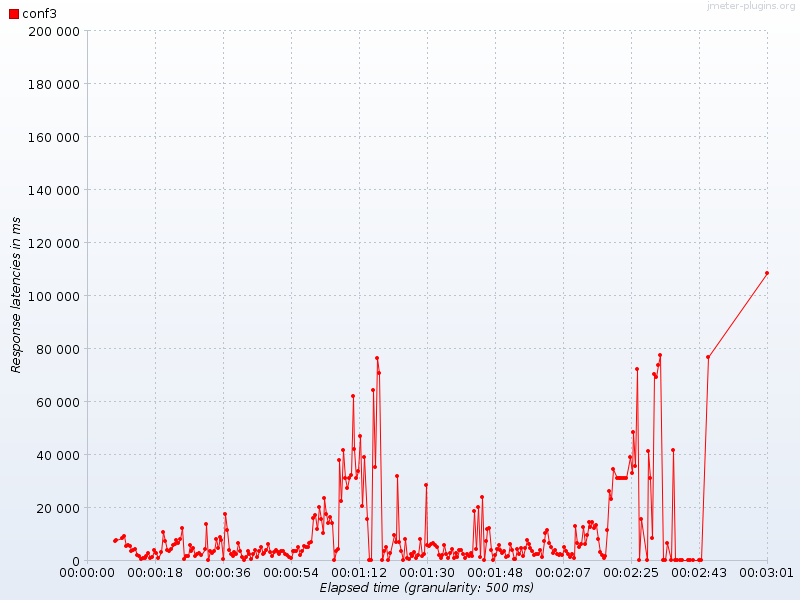 jmeter-plugins.org
conf3
200 000
180 000
160 000
140 000
120 000
100 000
80 000
60 000
40 000
20 000
0
Response latencies in ms
00:00:00 00:00:18 00:00:36 00:00:54 00:01:12 00:01:30 00:01:48 00:02:07 00:02:25 00:02:43 00:03:01
Elapsed time (granularity: 500 ms)